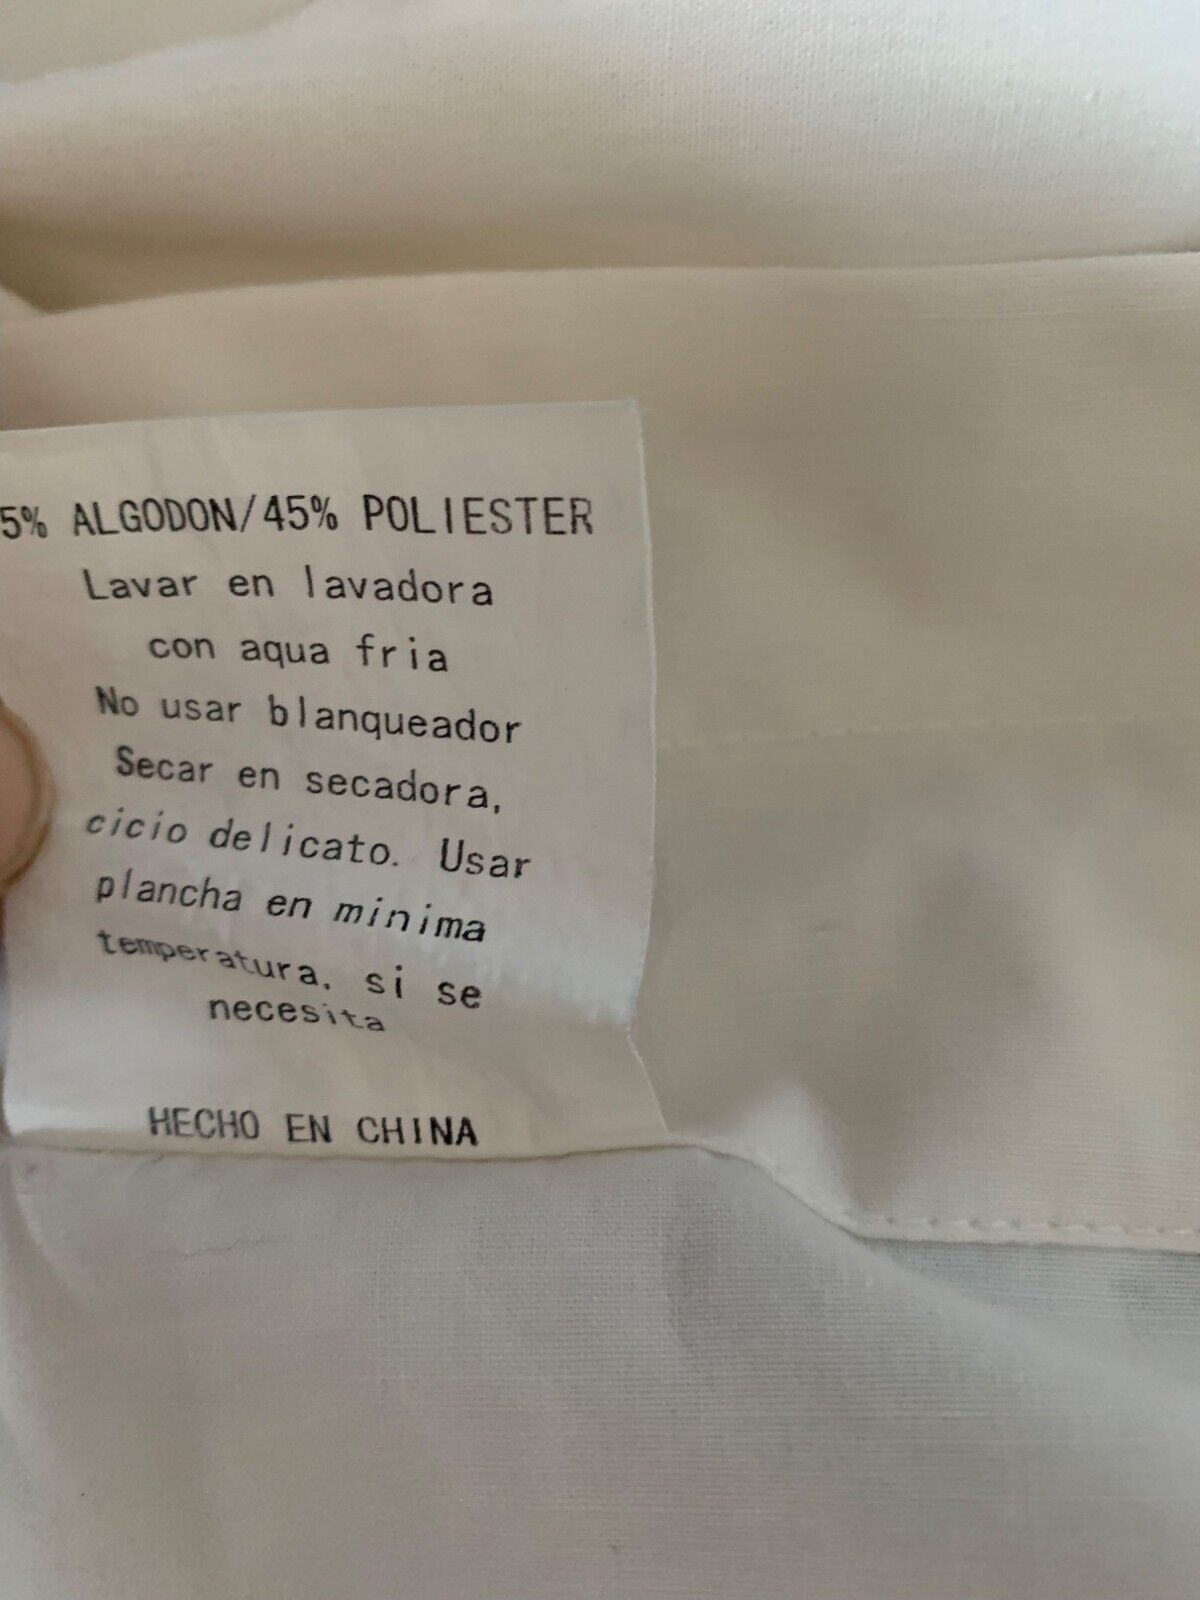 5% ALGODON/45% POLIESTER
Lavar en lavadora
con aqua fria
No usar blanqueador
Secar en secadora,
cicio delicato. Usar
plancha en minima
temperatura. si se
necesita
HECHO EN CHINA